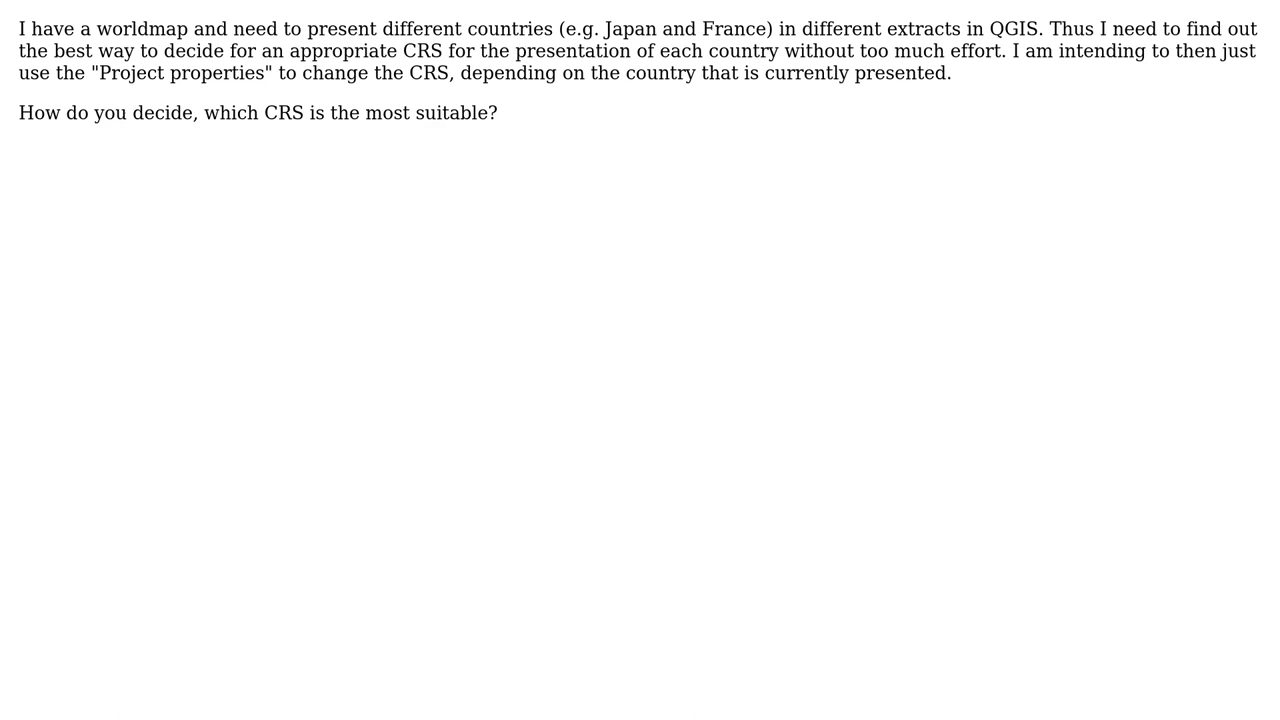 I have a worldmap and need to present different countries (e.g. Japan and France) in different extracts in QGIS. Thus I need to find out
the best way to decide for an appropriate CRS for the presentation of each country without too much effort. I am intending to then just
use the "Project properties" to change the CRS, depending on the country that is currently presented.
How do you decide, which CRS is the most suitable?